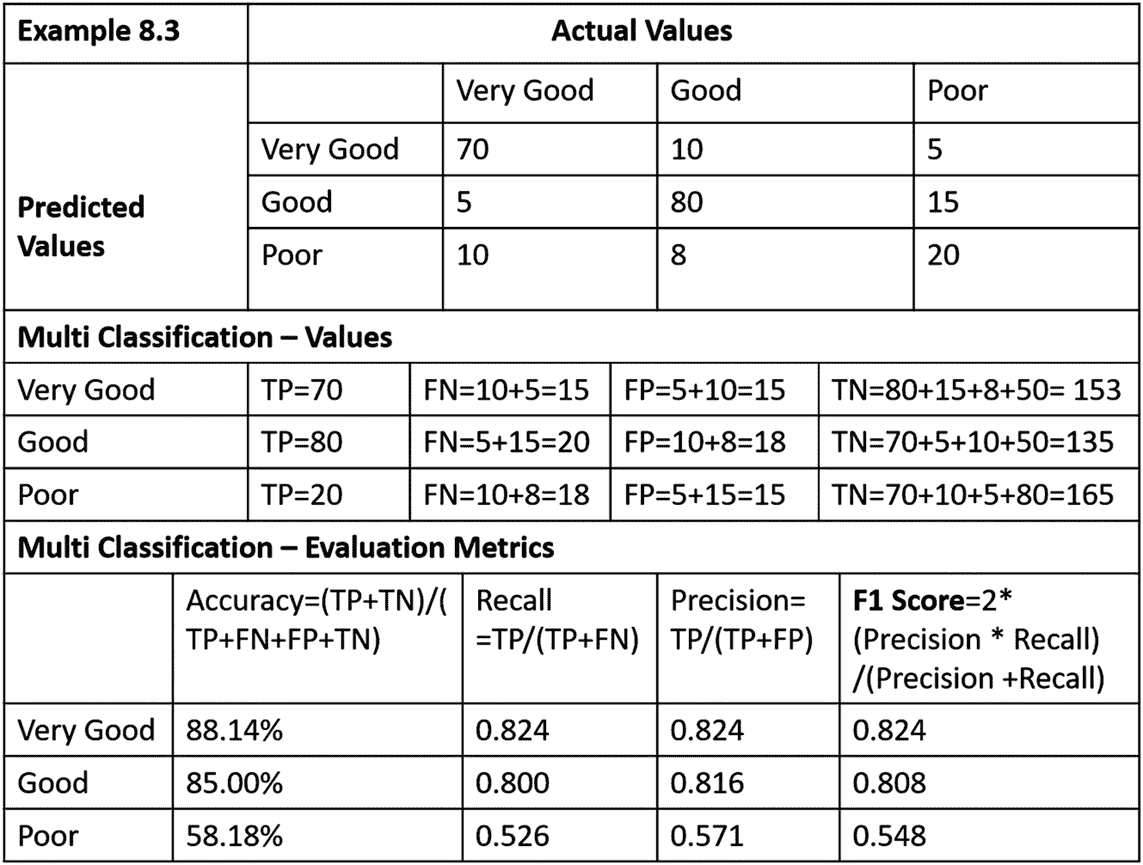 Example 8.3 Actual Values
Very Good Good Poor
Predicted Values
Very Good 70 10 5
Good 5 80 15
Poor 10 8 20
Multi Classification – Values
Very Good TP=70 FN=10+5=15 FP=5+10=15 TN=80+15+8+50= 153
Good TP=80 FN=5+15=20 FP=10+8=18 TN=70+5+10+50=135
Poor TP=20 FN=10+8=18 FP=5+15=15 TN=70+10+5+80=165
Multi Classification – Evaluation Metrics
Accuracy=(TP+TN)/(
TP+FN+FP+TN)
Recall
=TP/(TP+FN)
Precision=
TP/(TP+FP)
F1 Score=2*
(Precision * Recall)
/(Precision +Recall)
Very Good 88.14% 0.824 0.824 0.824
Good 85.00% 0.800 0.816 0.808
Poor 58.18% 0.526 0.571 0.548